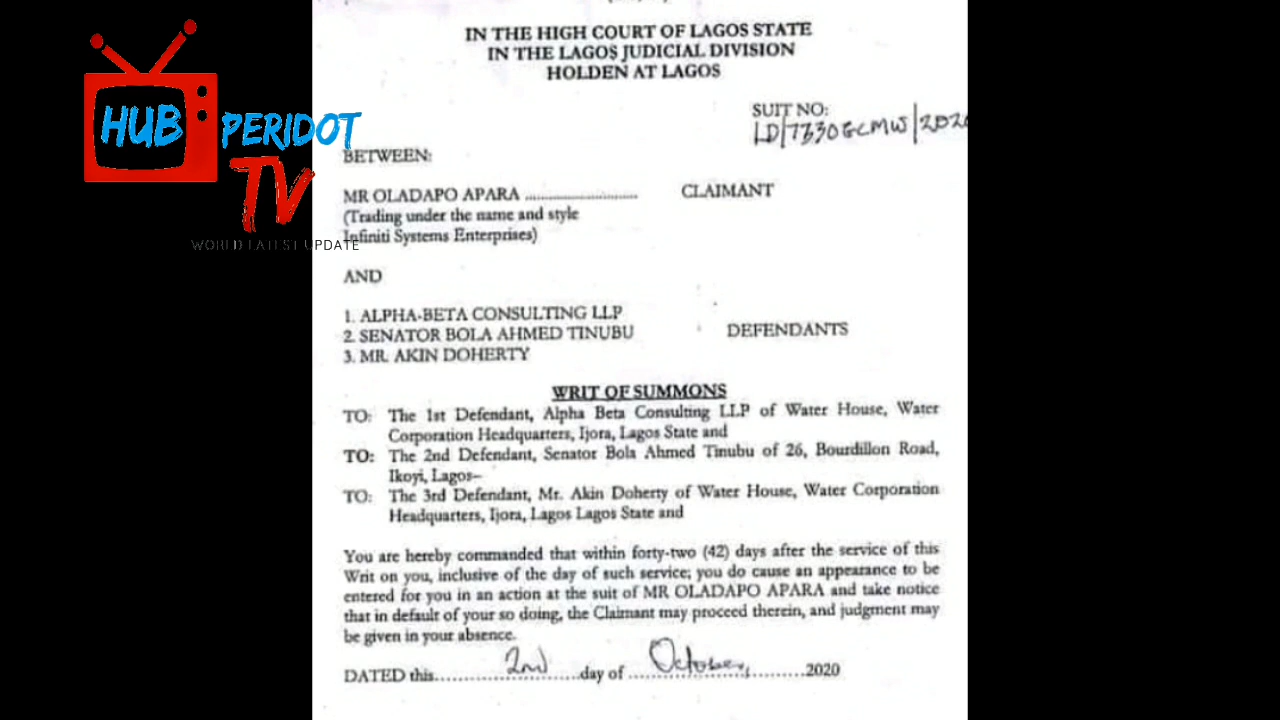 HUB
PERIDOT
TV
WORLD LATEST UPDATE
IN THE HIGH COURT OF LAGOS STATE
IN THE LAGOS JUDICIAL DIVISION
HOLDEN AT LAGOS
SUIT NO:
LD/7330GCMW/2020
BETWEEN:
MR OLADAPO APARA ............................ CLAIMANT
(Trading under the name and style
Infiniti Systems Enterprises)
AND
1. ALPHA-BETA CONSULTING LLP
2. SENATOR BOLA AHMED TINUBU DEFENDANTS
3. MR. AKIN DOHERTY
WRIT OF SUMMONS
TO: The 1st Defendant, Alpha Beta Consulting LLP of Water House, Water
Corporation Headquarters, Ijora, Lagos State and
TO: The 2nd Defendant, Senator Bola Ahmed Tinubu of 26, Bourdillon Road,
Ikoyi, Lagos–
TO: The 3rd Defendant, Mr. Akin Doherty of Water House, Water Corporation
Headquarters, Ijora, Lagos Lagos State and
You are hereby commanded that within forty-two (42) days after the service of this
Writ on you, inclusive of the day of such service; you do cause an appearance to be
entered for you in an action at the suit of MR OLADAPO APARA and take notice
that in default of your so doing, the Claimant may proceed therein, and judgment may
be given in your absence.
DATED this......2nd......day of ......October,......2020